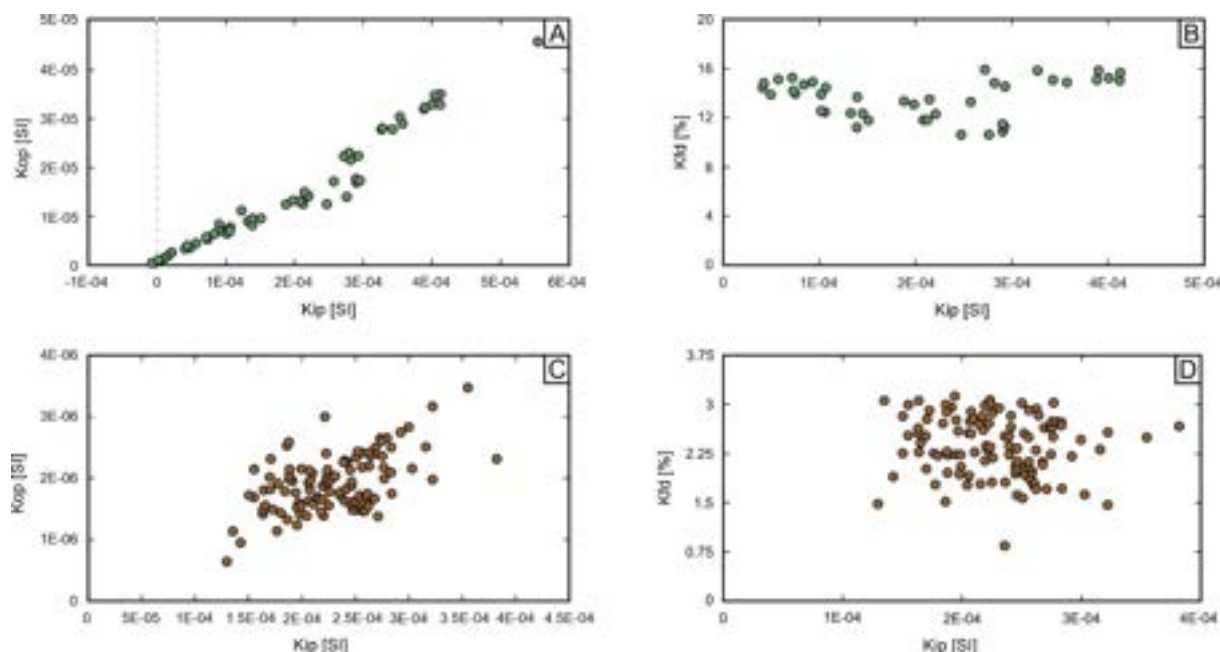 A
Kop [SI]
5E-05
4E-05
3E-05
2E-05
1E-05
0
-1E-04 0 1E-04 2E-04 3E-04 4E-04 5E-04 6E-04
Kip [SI]
B
Kfd [%]
20
16
12
8
4
0
0 1E-04 2E-04 3E-04 4E-04 5E-04
Kip [SI]
C
Kop [SI]
4E-06
3E-06
2E-06
1E-06
0
0 5E-05 1E-04 1.5E-04 2E-04 2.5E-04 3E-04 3.5E-04 4E-04 4.5E-04
Kip [SI]
D
Kfd [%]
3.75
3
2.25
1.5
0.75
0
0 1E-04 2E-04 3E-04 4E-04
Kip [SI]